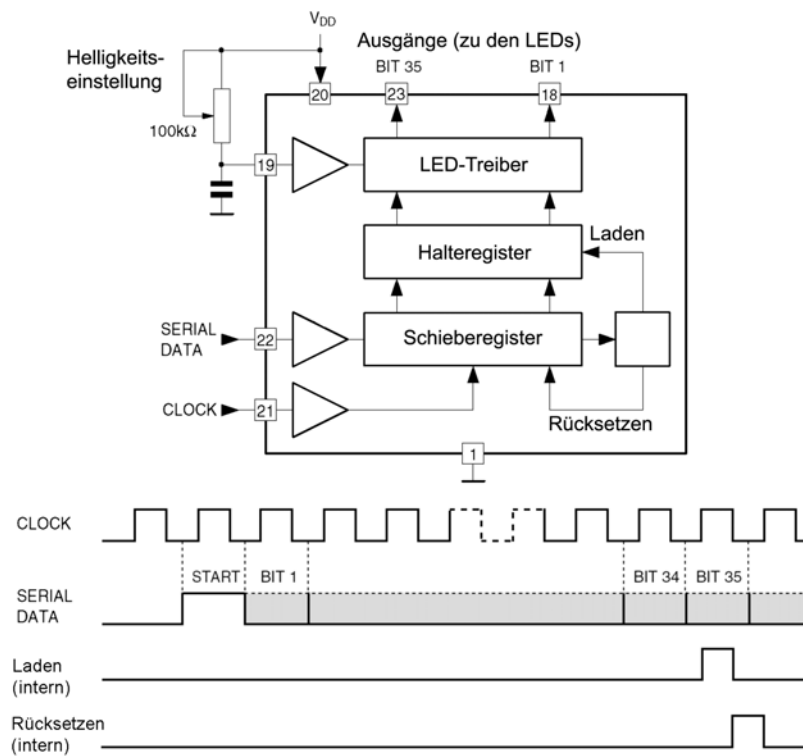 VDD
Ausgänge (zu den LEDs)
Helligkeits-
einstellung
BIT 35
BIT 1
20
23
18
100kΩ
19
LED-Treiber
Laden
Halteregister
SERIAL
DATA
22
Schieberegister
CLOCK
21
Rücksetzen
1
CLOCK
START
BIT 1
BIT 34
BIT 35
SERIAL
DATA
Laden
(intern)
Rücksetzen
(intern)